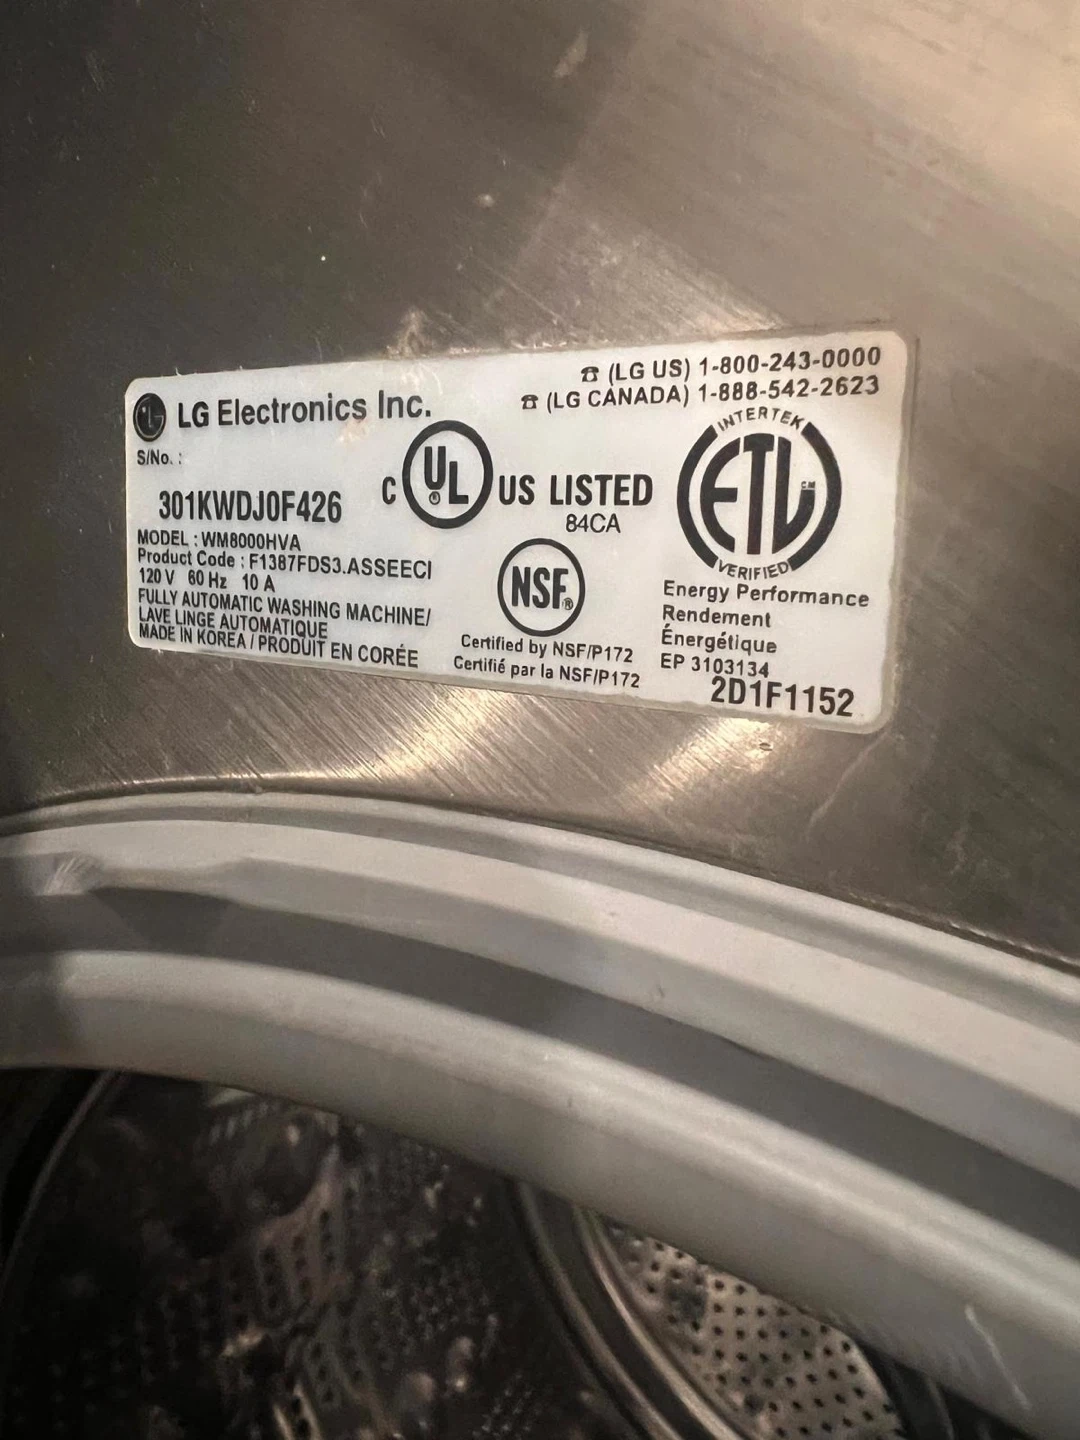 ☎ (LG US) 1-800-243-0000
☎ (LG CANADA) 1-888-542-2623
LG LG Electronics Inc.
S/No. :
301KWDJ0F426
MODEL : WM8000HVA
Product Code : F1387FDS3.ASSEECI
120 V 60 Hz 10 A
FULLY AUTOMATIC WASHING MACHINE/
LAVE LINGE AUTOMATIQUE
MADE IN KOREA / PRODUIT EN CORÉE
C UL ® US LISTED
84CA
NSF®
Certified by NSF/P172
Certifié par la NSF/P172
INTERTEK
ETL CM
VERIFIED
Energy Performance
Rendement
Énergétique
EP 3103134
2D1F1152